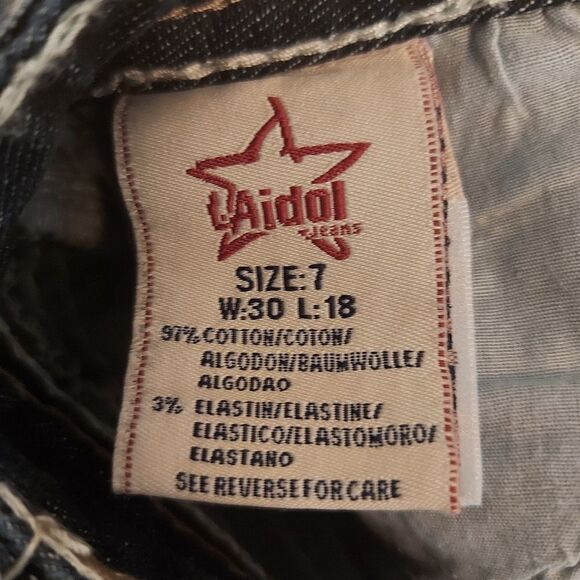 L.A.idol
Jeans
SIZE:7
W:30 L:18
97% COTTON/COTON/
ALGODON/BAUMWOLLE/
ALGODAO
3% ELASTIN/ELASTINE/
ELASTICO/ELASTOMORO/
ELASTANO
SEE REVERSE FOR CARE